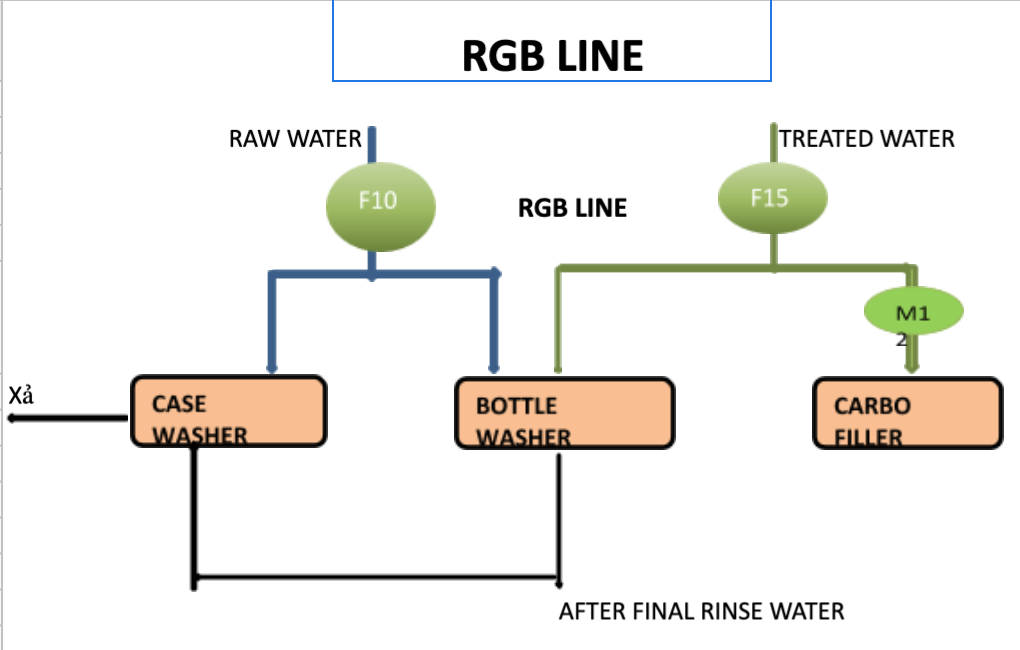 RGB LINE
RAW WATER
TREATED WATER
F10
F15
RGB LINE
M1
2
Xả
CASE
WASHER
BOTTLE
WASHER
CARBO
FILLER
AFTER FINAL RINSE WATER